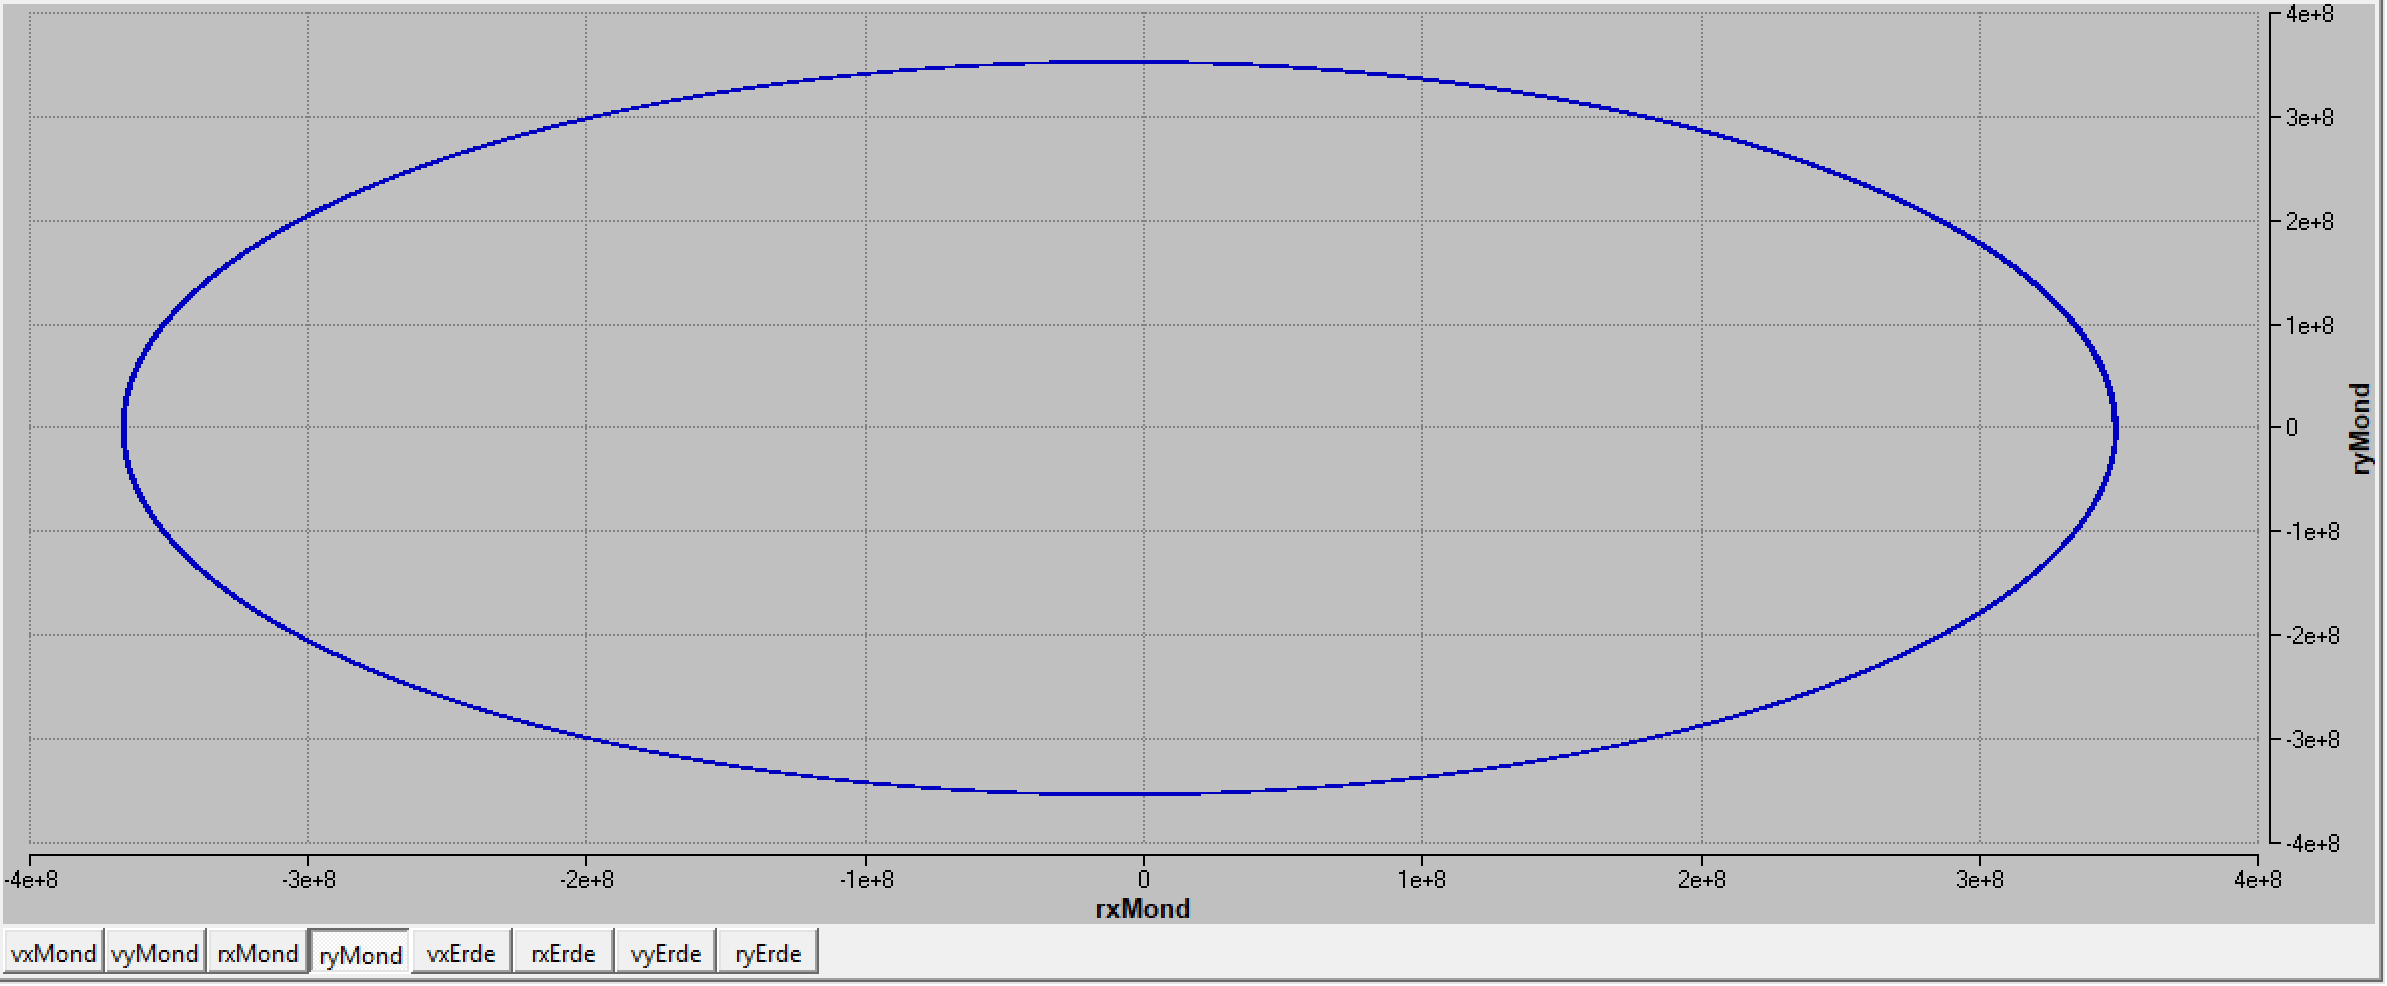 4e+8
3e+8
2e+8
1e+8
0
-1e+8
-2e+8
-3e+8
-4e+8
ryMond
-4e+8 -3e+8 -2e+8 -1e+8 0 1e+8 2e+8 3e+8 4e+8
rxMond
vxMond vyMond rxMond ryMond vxErde rxErde vyErde ryErde